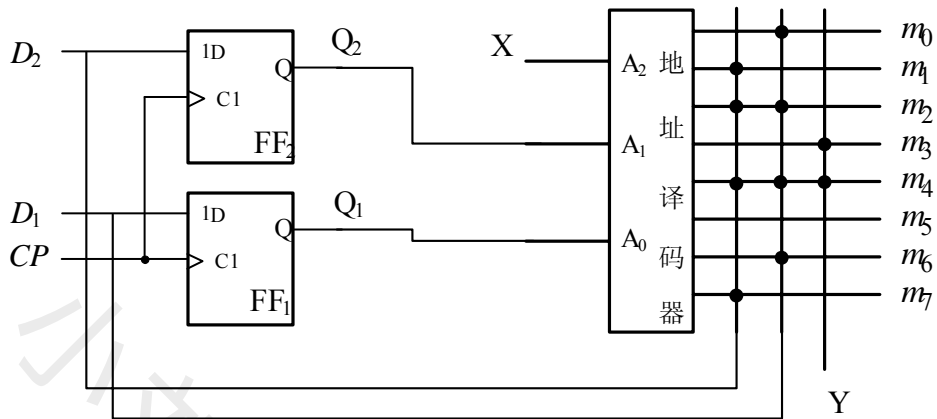 D₂
1D
Q
C1
FF₂
Q₂
D₁
CP
1D
Q
C1
FF₁
Q₁
X
A₂
A₁
A₀
地址译码器
m₀
m₁
m₂
m₃
m₄
m₅
m₆
m₇
Y